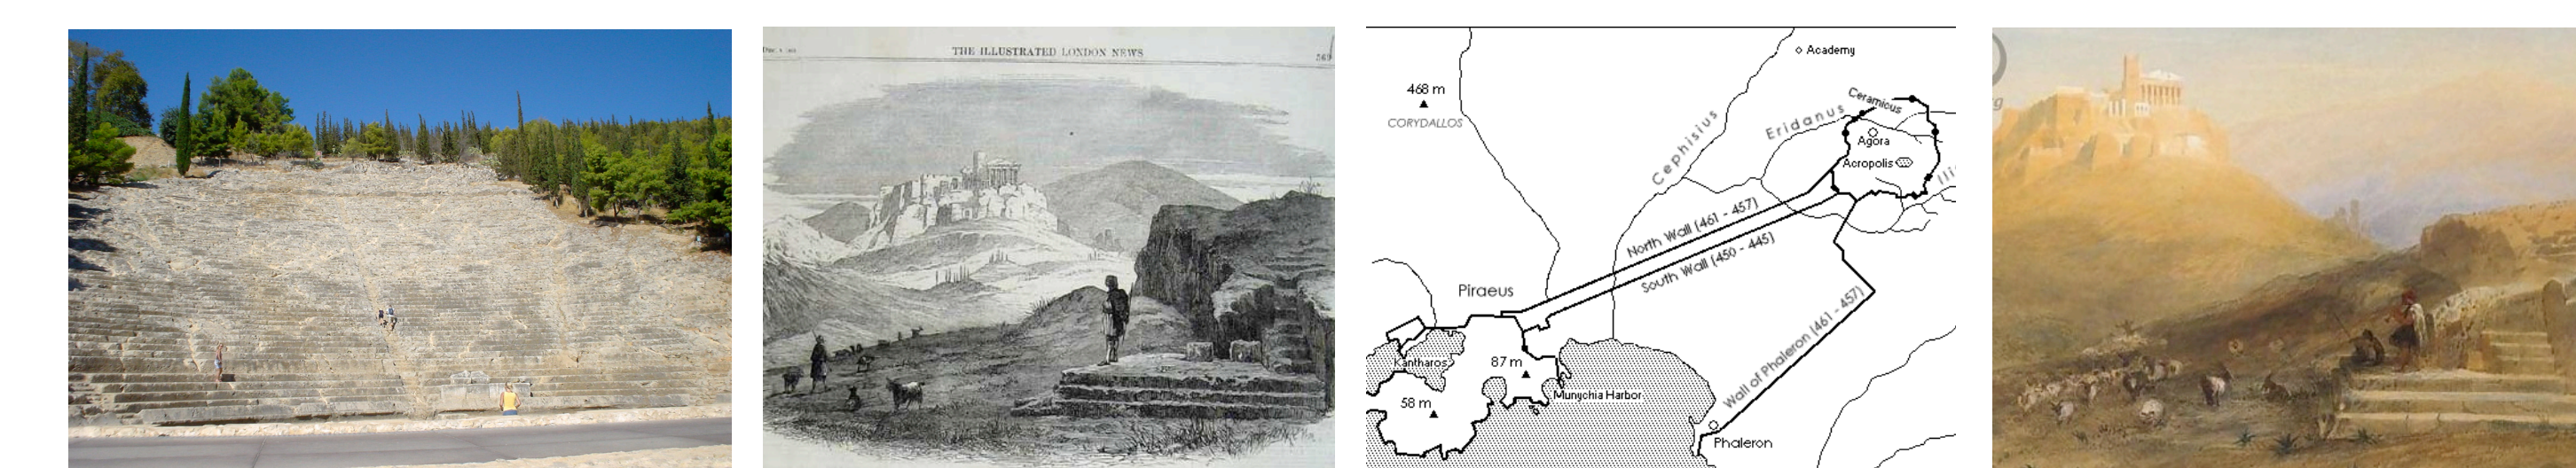 THE ILLUSTRATED LONDON NEWS
569
Academy
468 m
CORYDALLOS
Ceramicus
Cephisius
Eridanus
Agora
Acropolis
North Wall (461 - 457)
South Wall (450 - 445)
Piraeus
Wall of Phaleron (461 - 457)
Kantharos
87 m
58 m
Munychia Harbor
Phaleron